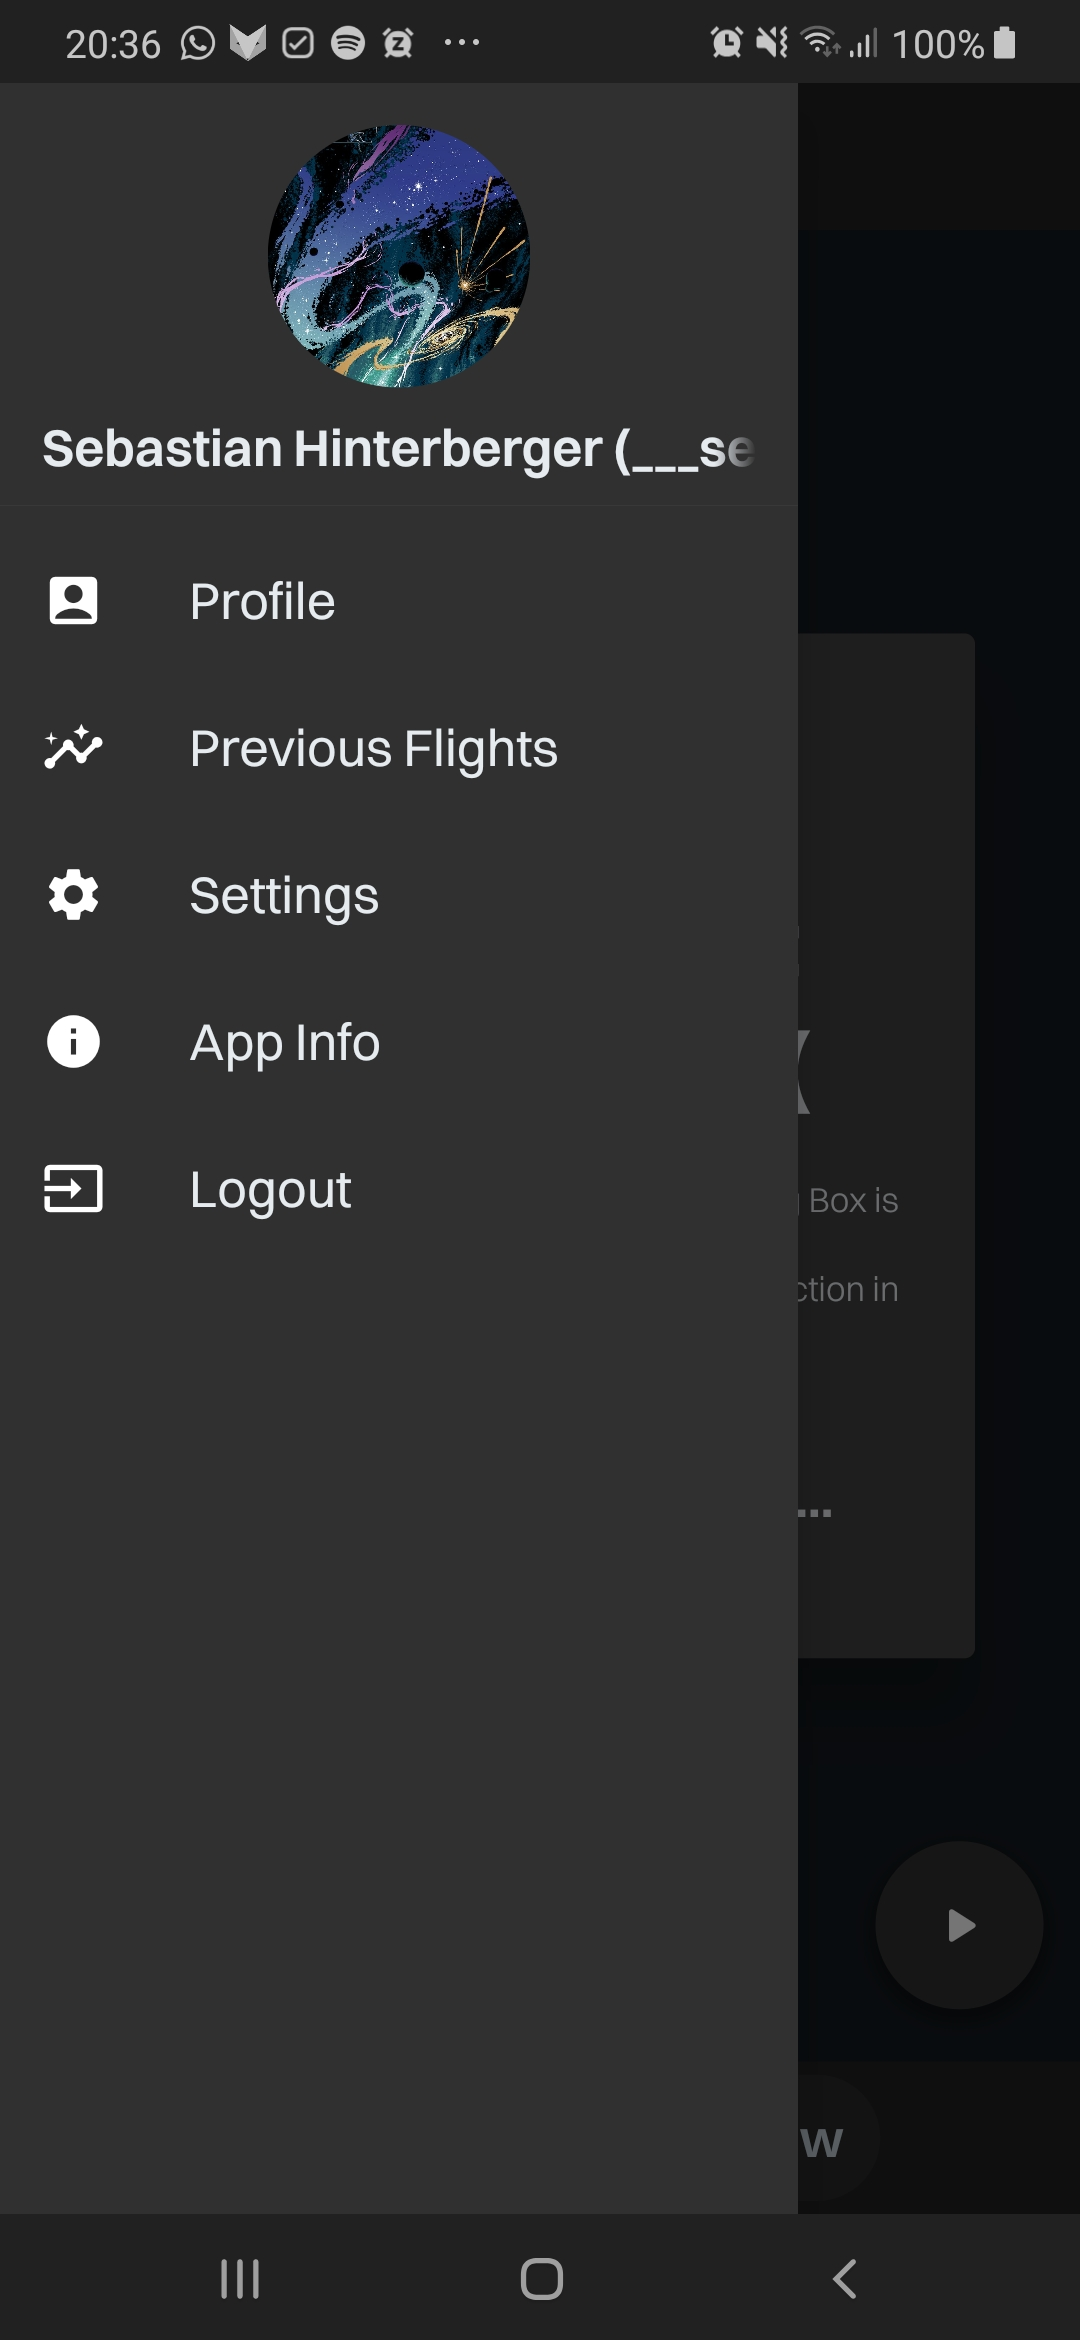 20:36
100%
Sebastian Hinterberger (___se
Profile
Previous Flights
Settings
App Info
Logout
Box is
ction in
...
w